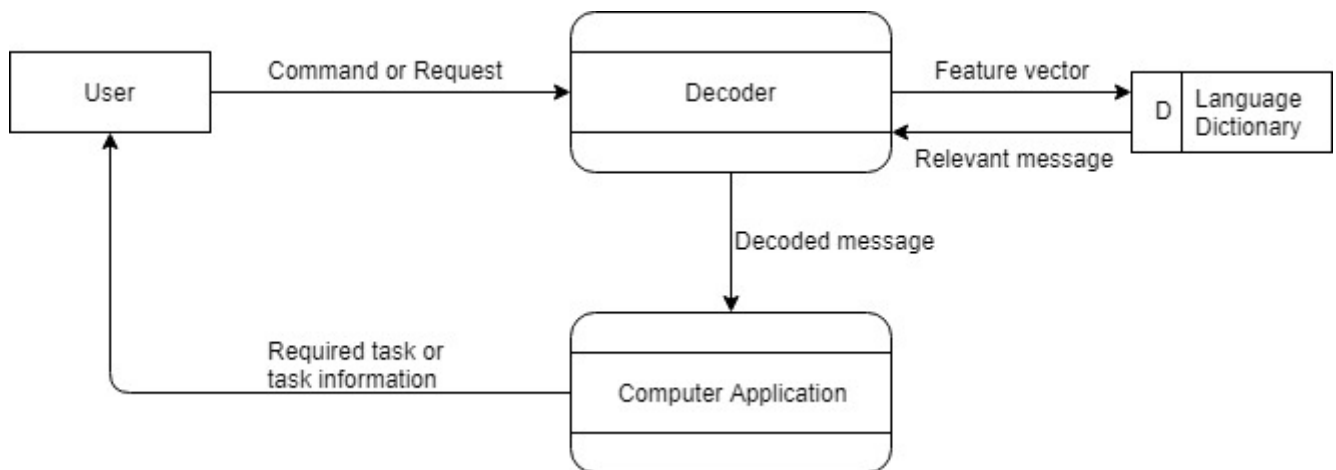 User
Command or Request
Decoder
Feature vector
D
Language
Dictionary
Relevant message
Decoded message
Required task or
task information
Computer Application